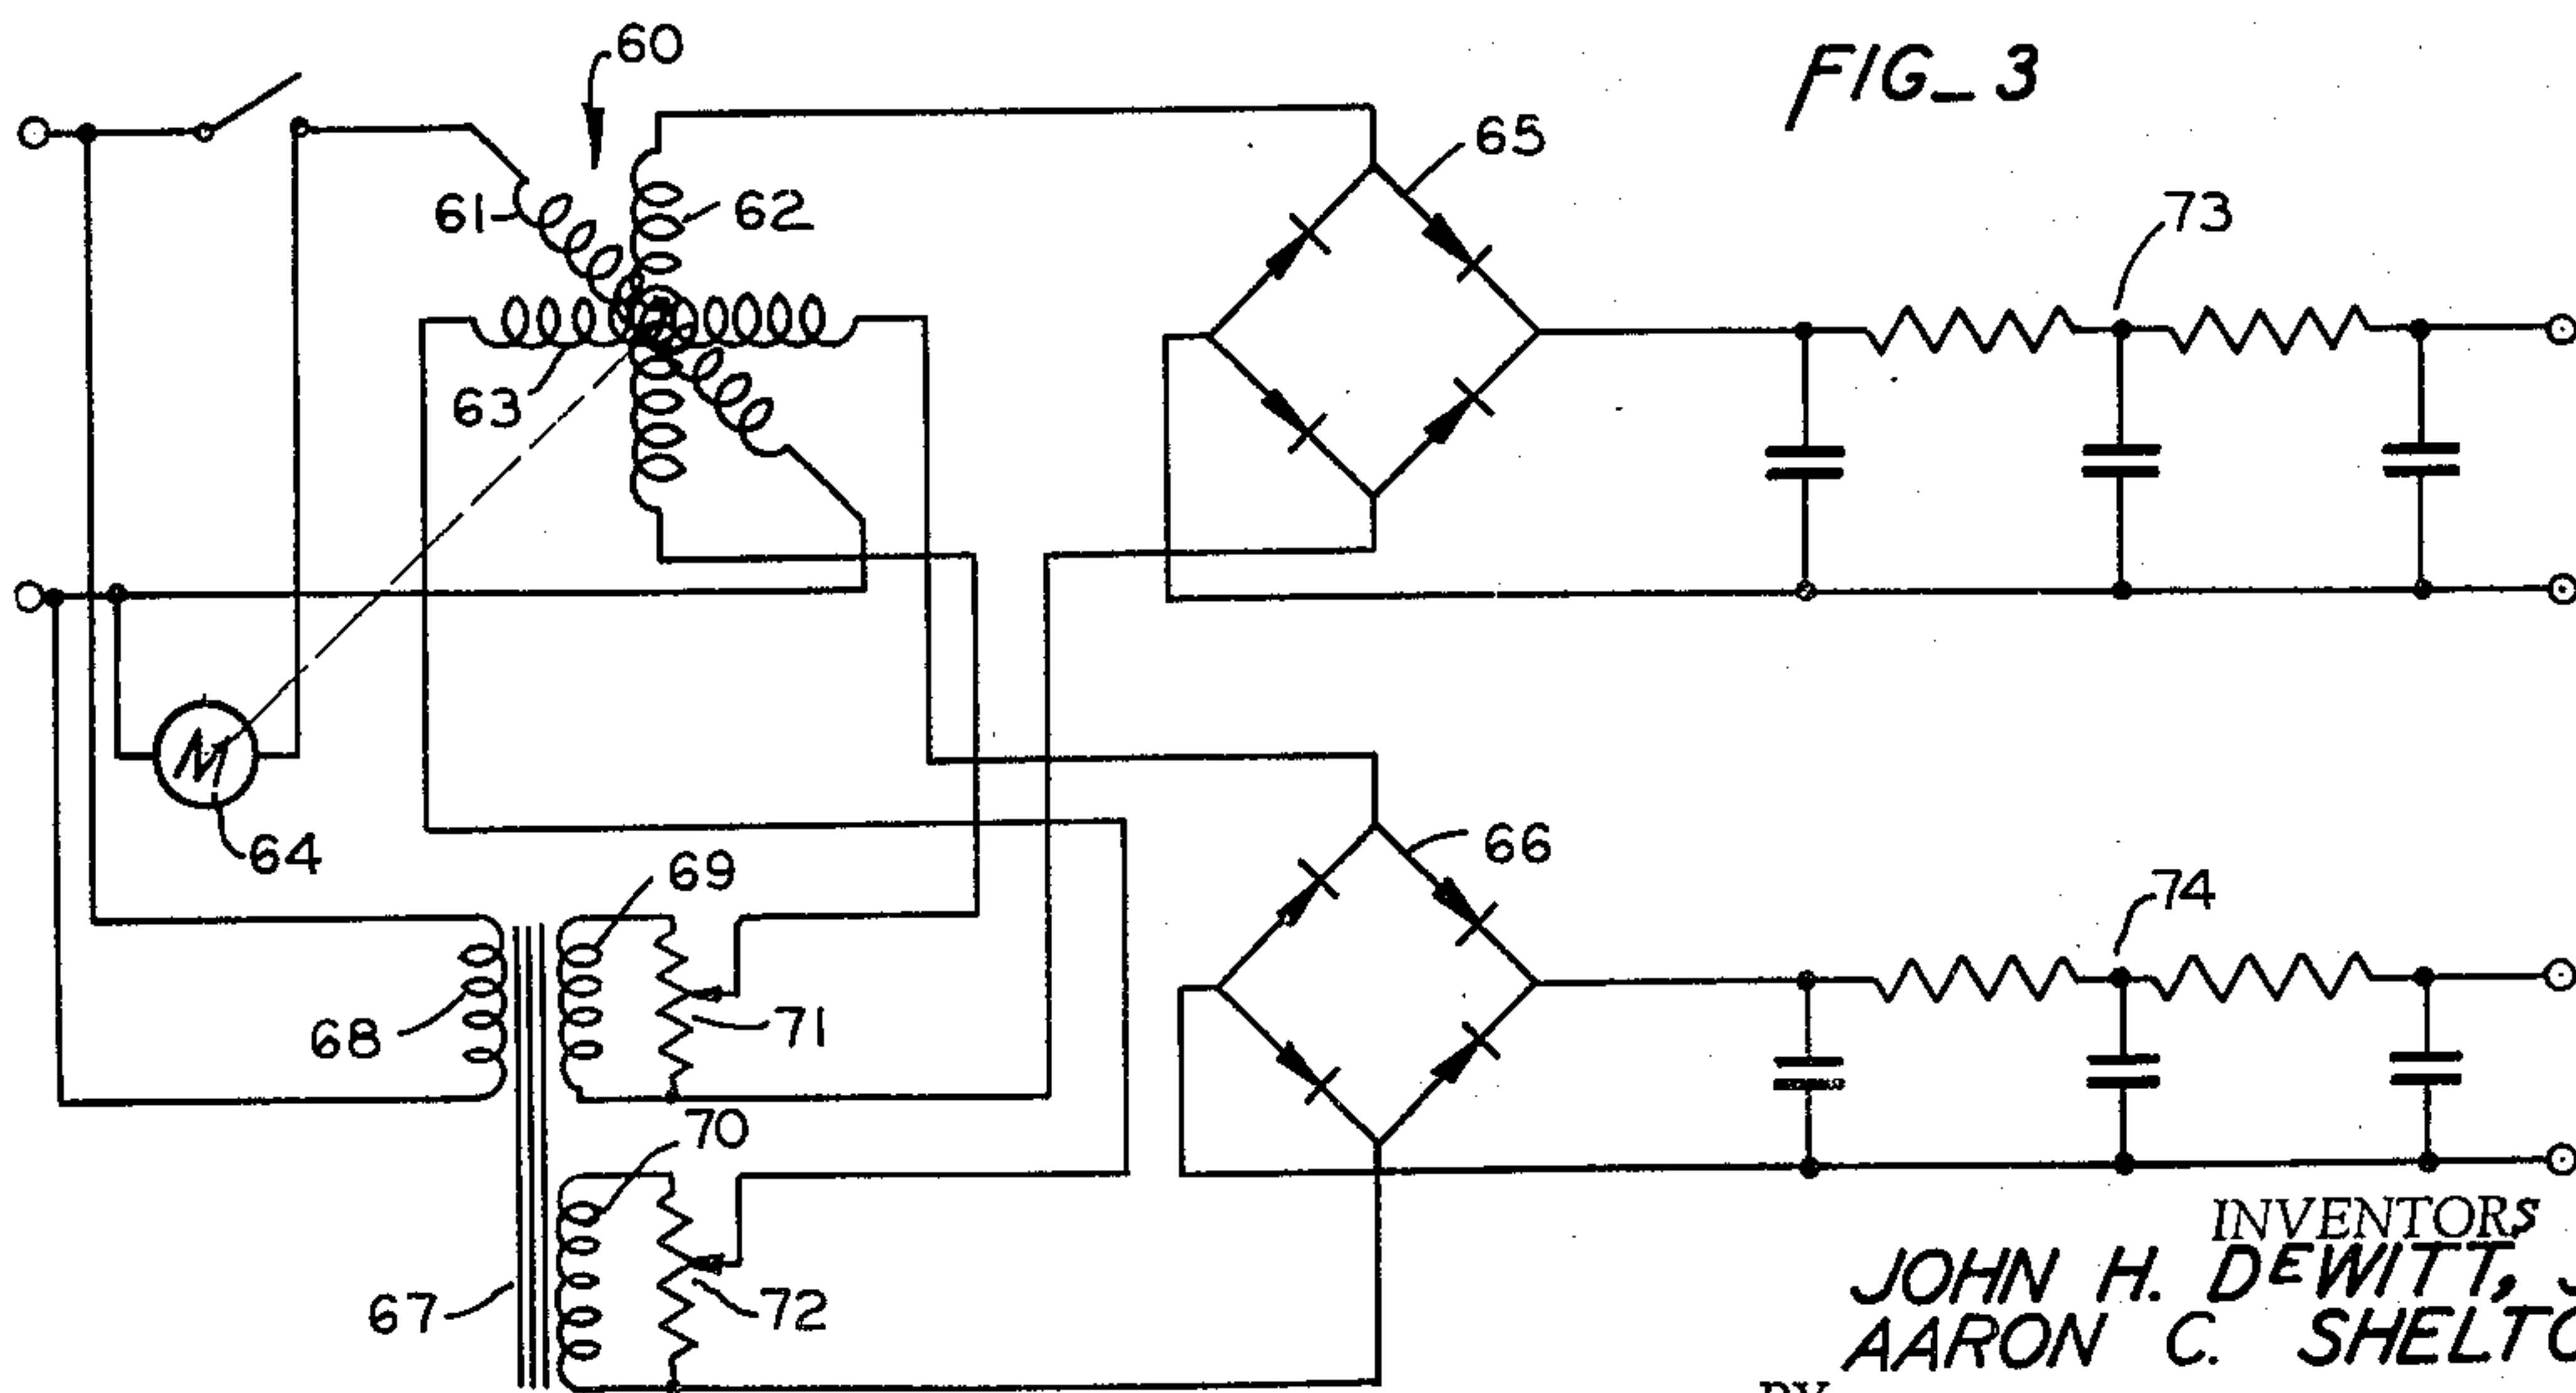 FIG_3
60
65
61
62
73
63
64
66
69
74
68
71
70
67
72
INVENTORS
JOHN H. DEWITT,
AARON C.
BY
M